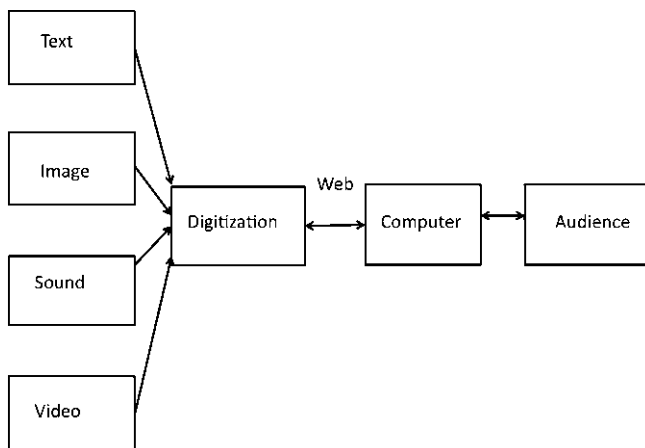 Text
Image
Web
Digitization
Computer
Audience
Sound
Video